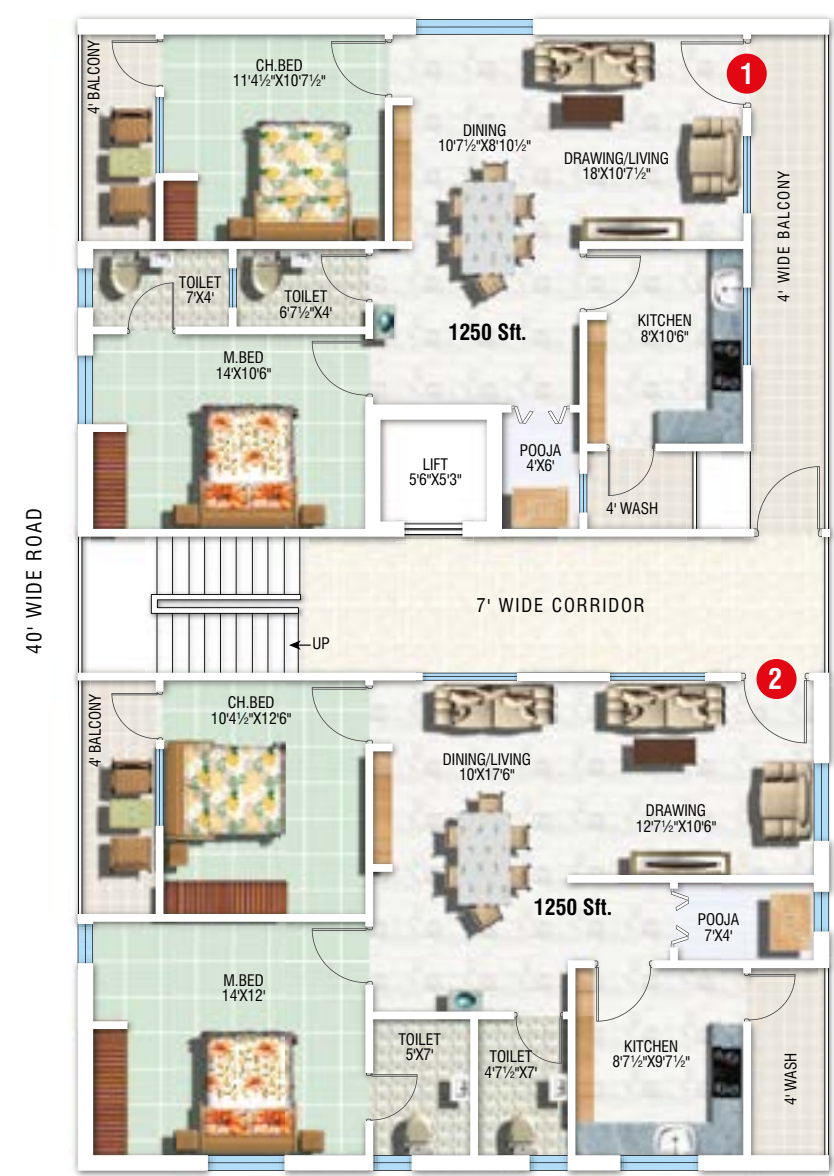 4' BALCONY
CH.BED
11'4½"X10'7½"
1
DINING
10'7½"X8'10½"
DRAWING/LIVING
18'X10'7½"
4' WIDE BALCONY
TOILET
7'X4'
TOILET
6'7½"X4'
1250 Sft.
KITCHEN
8'X10'6"
M.BED
14'X10'6"
LIFT
5'6"X5'3"
POOJA
4'X6'
4' WASH
40' WIDE ROAD
7' WIDE CORRIDOR
UP
2
4' BALCONY
CH.BED
10'4½"X12'6"
DINING/LIVING
10'X17'6"
DRAWING
12'7½"X10'6"
1250 Sft.
POOJA
7'X4'
M.BED
14'X12'
TOILET
5'X7'
TOILET
4'7½"X7'
KITCHEN
8'7½"X9'7½"
4' WASH